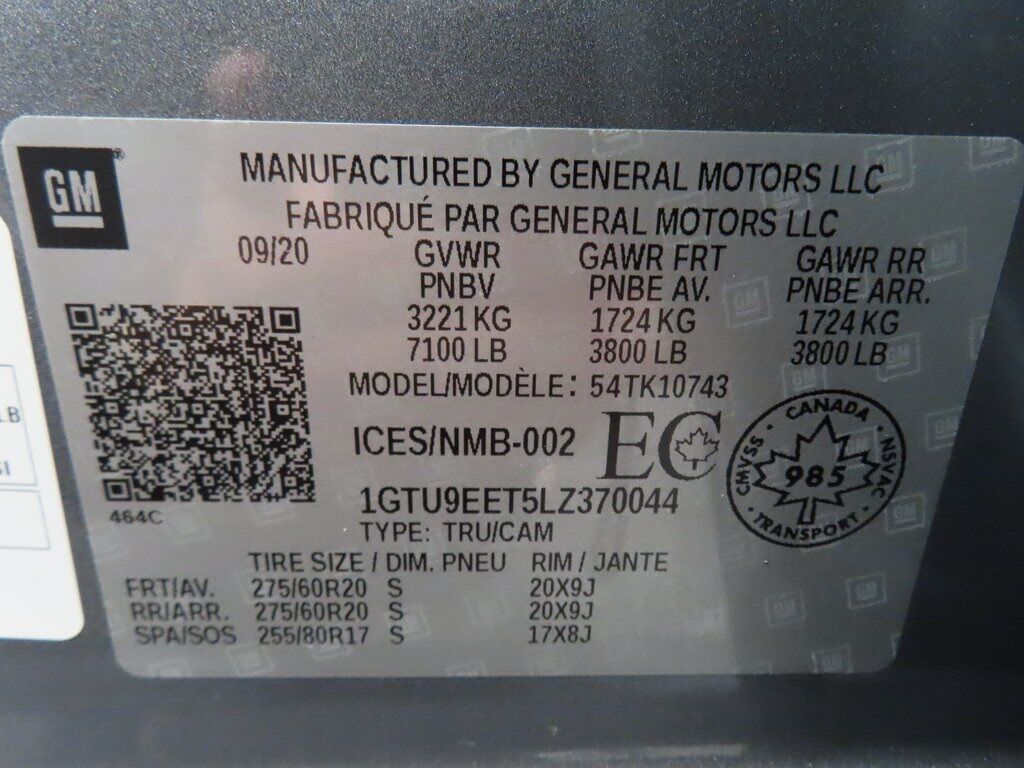 GM
MANUFACTURED BY GENERAL MOTORS LLC
FABRIQUÉ PAR GENERAL MOTORS LLC
09/20 GVWR GAWR FRT GAWR RR
PNBV PNBE AV. PNBE ARR.
3221 KG 1724 KG 1724 KG
7100 LB 3800 LB 3800 LB
MODEL/MODÈLE: 54TK10743
ICES/NMB-002 EC
CANADA
CMVSS 985 NSVAC
TRANSPORT
464C
1GTU9EET5LZ370044
TYPE: TRU/CAM
TIRE SIZE / DIM. PNEU RIM / JANTE
FRT/AV. 275/60R20 S 20X9J
RR/ARR. 275/60R20 S 20X9J
SPA/SOS 255/80R17 S 17X8J
LB